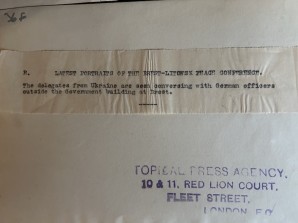 868
R. LATEST PORTRAITS OF THE BREST-LITOVSK PEACE CONFERENCE.
The delegates from Ukraine are seen conversing with German officers
outside the government building at Brest.
TOPICAL PRESS AGENCY,
10 & 11, RED LION COURT,
FLEET STREET,
LONDON, E.C.